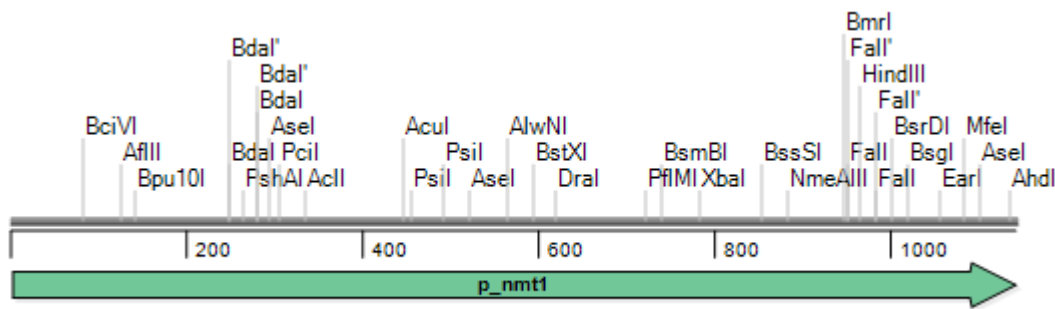 BmrI
BdaI' FalI'
BdaI' HindIII
BdaI FalI'
BciVI AseI AcuI AlwNI BsrDI MfeI
AflII BdaI PciI PsiI BstXI BsmBI BssSI FalI BsgI AseI
Bpu10I PshAI AclI PsiI AseI DraI PflMI XbaI NmeAIII FalI EarI AhdI
200 400 600 800 1000
p_nmt1